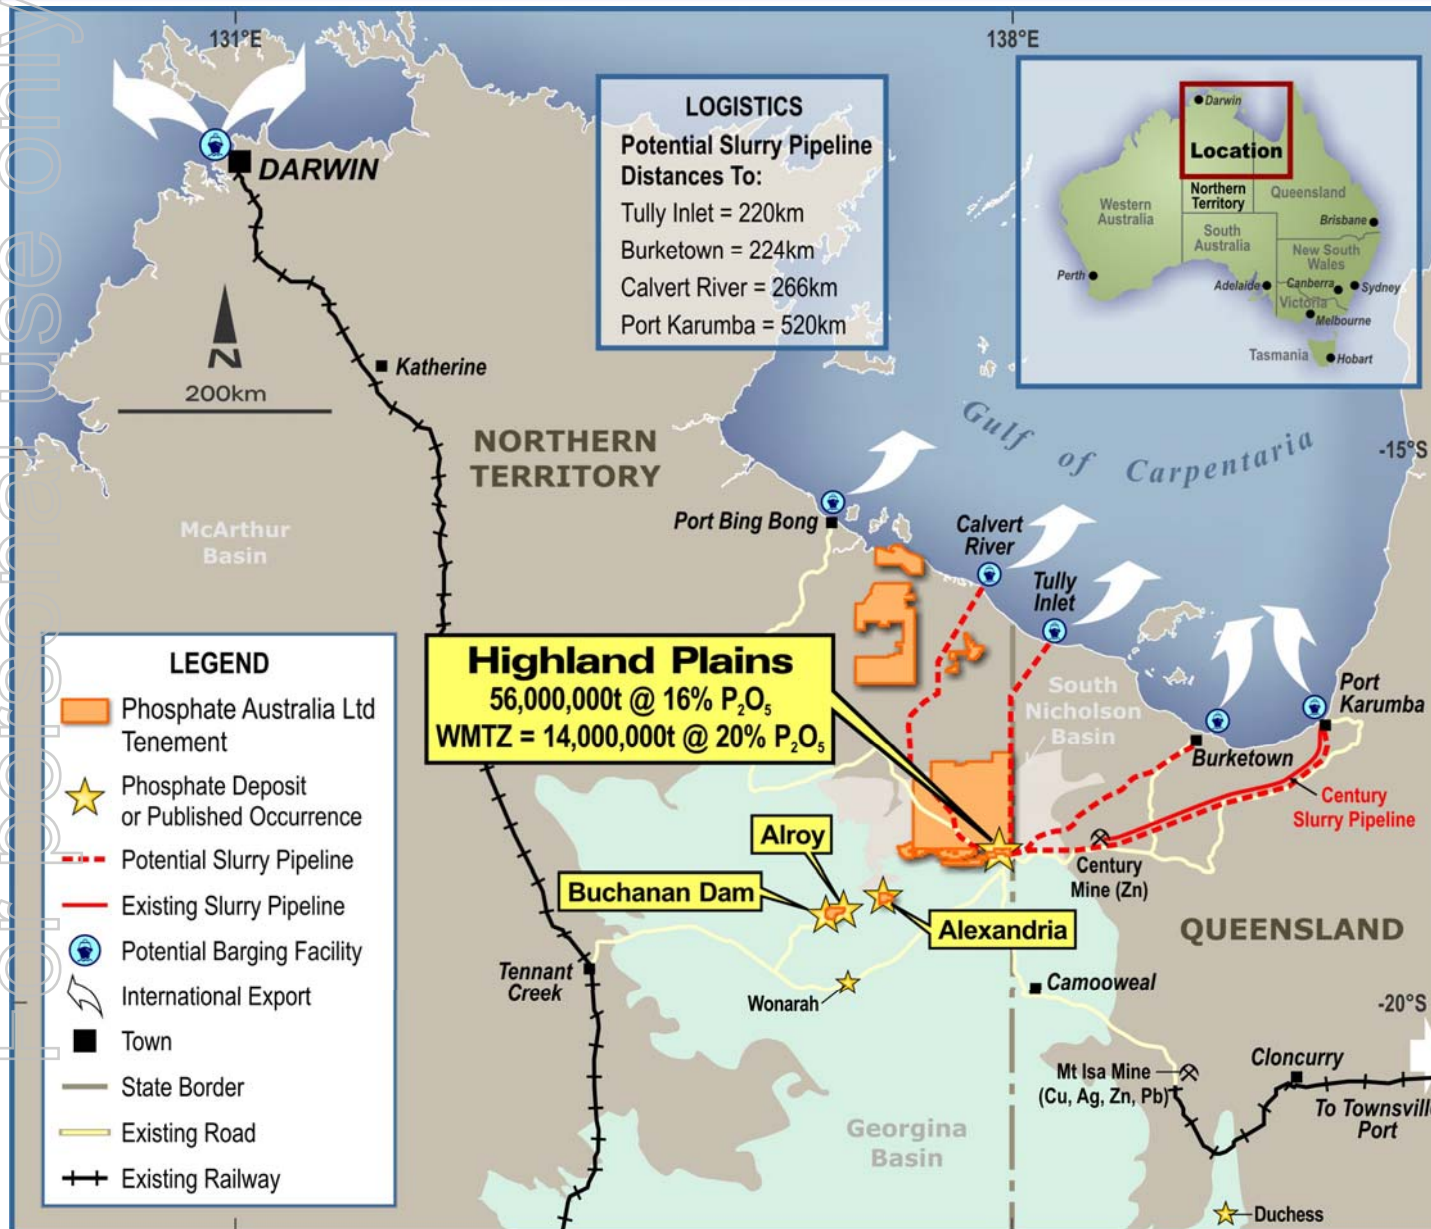 For personal use only
131°E
138°E
DARWIN
N
200km
Katherine
LOGISTICS
Potential Slurry Pipeline
Distances To:
Tully Inlet = 220km
Burketown = 224km
Calvert River = 266km
Port Karumba = 520km
Darwin
Location
Northern
Territory
Western
Australia
Queensland
South
Australia
Brisbane
New South
Wales
Perth
Adelaide
Canberra
Sydney
Victoria
Melbourne
Tasmania
Hobart
NORTHERN
TERRITORY
McArthur
Basin
Gulf of Carpentaria
-15°S
Port Bing Bong
Calvert
River
Tully
Inlet
Highland Plains
56,000,000t @ 16% P₂O₅
WMTZ = 14,000,000t @ 20% P₂O₅
South
Nicholson
Basin
Port
Karumba
Burketown
Century
Slurry Pipeline
Century
Mine (Zn)
Alroy
Buchanan Dam
Alexandria
QUEENSLAND
Tennant
Creek
Wonarah
Camooweal
-20°S
Mt Isa Mine
(Cu, Ag, Zn, Pb)
Cloncurry
To Townsville
Port
Georgina
Basin
Duchess
LEGEND
Phosphate Australia Ltd
Tenement
Phosphate Deposit
or Published Occurrence
Potential Slurry Pipeline
Existing Slurry Pipeline
Potential Barging Facility
International Export
Town
State Border
Existing Road
Existing Railway